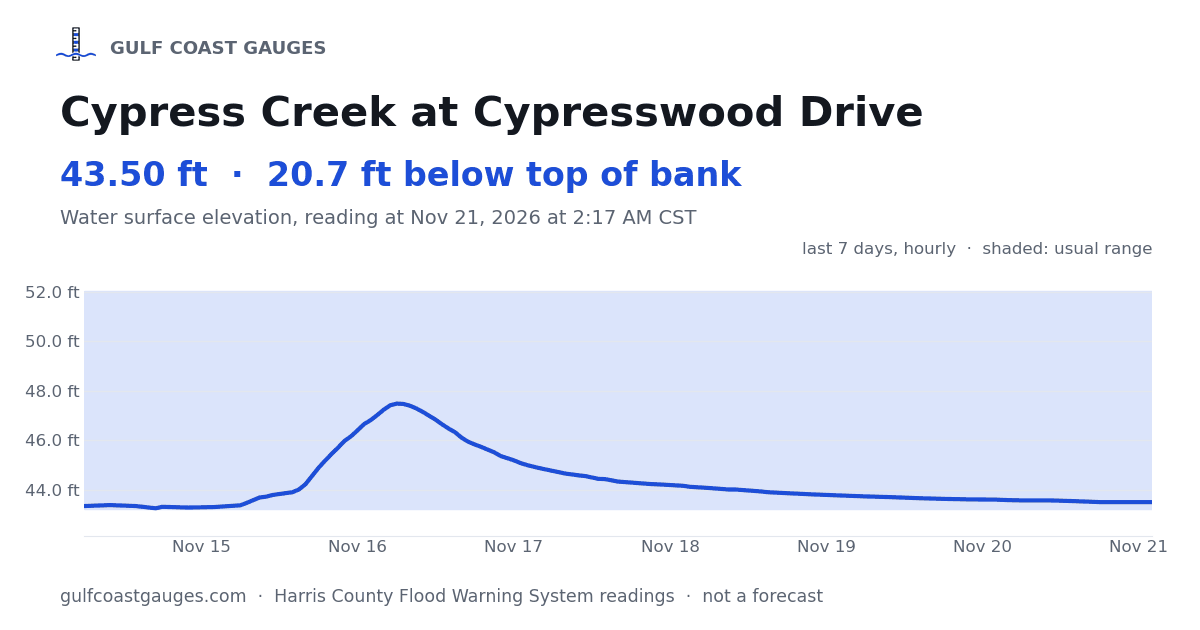 GULF COAST GAUGES
Cypress Creek at Cypresswood Drive
43.50 ft · 20.7 ft below top of bank
Water surface elevation, reading at Nov 21, 2026 at 2:17 AM CST
last 7 days, hourly · shaded: usual range
52.0 ft
50.0 ft
48.0 ft
46.0 ft
44.0 ft
Nov 15 Nov 16 Nov 17 Nov 18 Nov 19 Nov 20 Nov 21
gulfcoastgauges.com · Harris County Flood Warning System readings · not a forecast